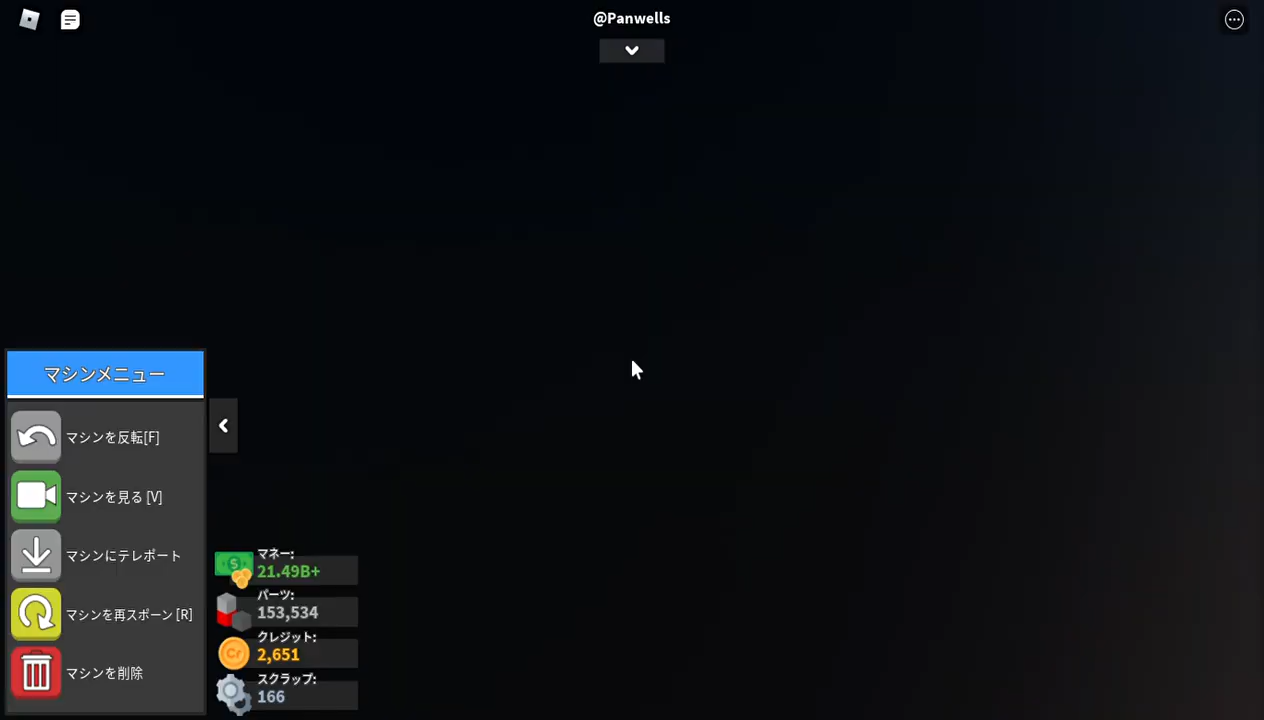 @Panwells
マシンメニュー
マシンを反転[F]
マシンを見る [V]
マシンにテレポート
マシンを再スポーン [R]
マシンを削除
マネー:
21.49B+
パーツ:
153,534
クレジット:
Cr
2,651
スクラップ:
166